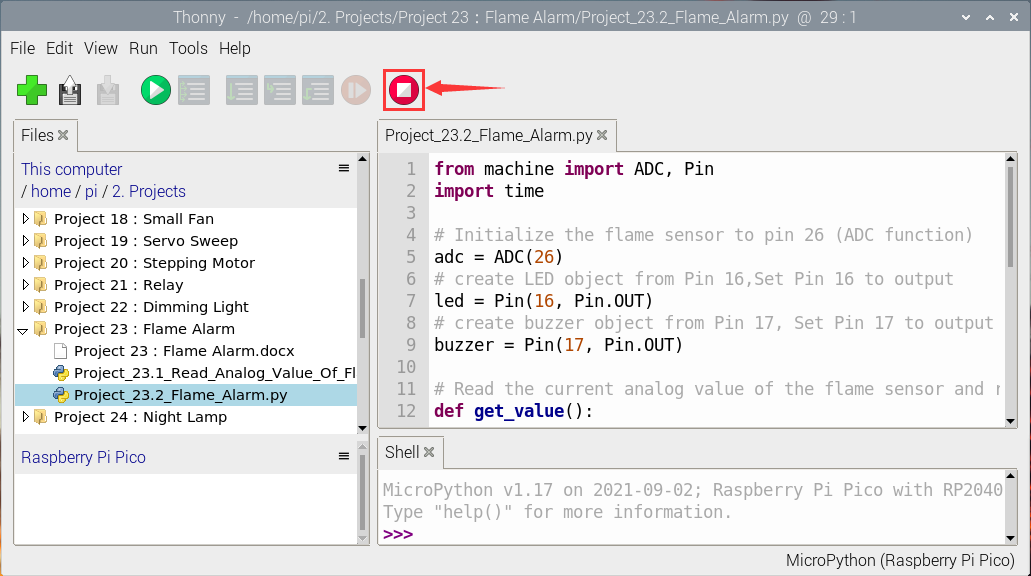 Thonny - /home/pi/2. Projects/Project 23 : Flame Alarm/Project_23.2_Flame_Alarm.py @ 29 : 1
File Edit View Run Tools Help
Files
This computer
/ home / pi / 2. Projects
Project 18 : Small Fan
Project 19 : Servo Sweep
Project 20 : Stepping Motor
Project 21 : Relay
Project 22 : Dimming Light
Project 23 : Flame Alarm
Project 23 : Flame Alarm.docx
Project_23.1_Read_Analog_Value_Of_Fl
Project_23.2_Flame_Alarm.py
Project 24 : Night Lamp
Raspberry Pi Pico
Project_23.2_Flame_Alarm.py
1 from machine import ADC, Pin
2 import time
3
4 # Initialize the flame sensor to pin 26 (ADC function)
5 adc = ADC(26)
6 # create LED object from Pin 16,Set Pin 16 to output
7 led = Pin(16, Pin.OUT)
8 # create buzzer object from Pin 17, Set Pin 17 to output
9 buzzer = Pin(17, Pin.OUT)
10
11 # Read the current analog value of the flame sensor and
12 def get_value():
Shell
MicroPython v1.17 on 2021-09-02; Raspberry Pi Pico with RP2040
Type "help()" for more information.
>>>
MicroPython (Raspberry Pi Pico)